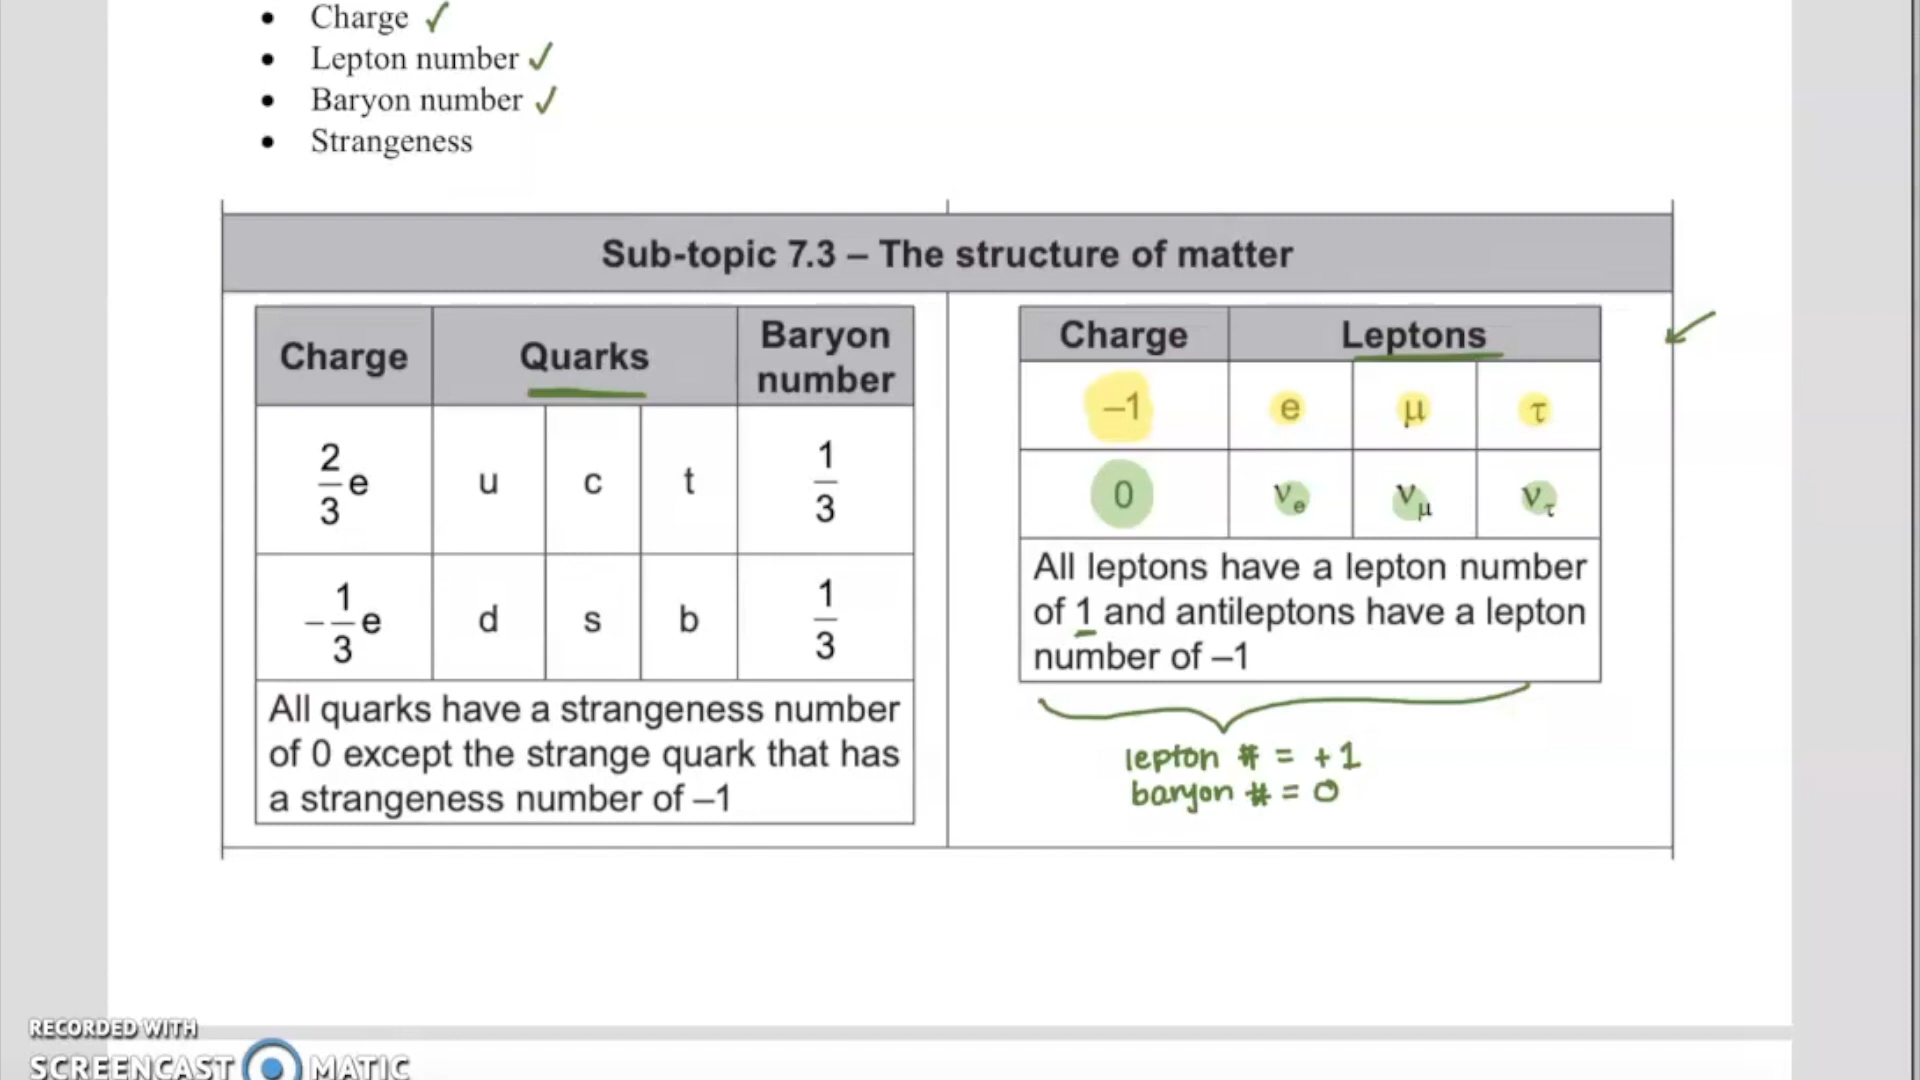 • Charge ✓
• Lepton number ✓
• Baryon number ✓
• Strangeness
Sub-topic 7.3 – The structure of matter
Charge Quarks Baryon number
2/3 e u c t 1/3
–1/3 e d s b 1/3
All quarks have a strangeness number
of 0 except the strange quark that has
a strangeness number of –1
Charge Leptons
–1 e μ τ
0 νe νμ ντ
All leptons have a lepton number
of 1 and antileptons have a lepton
number of –1
lepton # = +1
baryon # = 0
RECORDED WITH
SCREENCAST MATIC